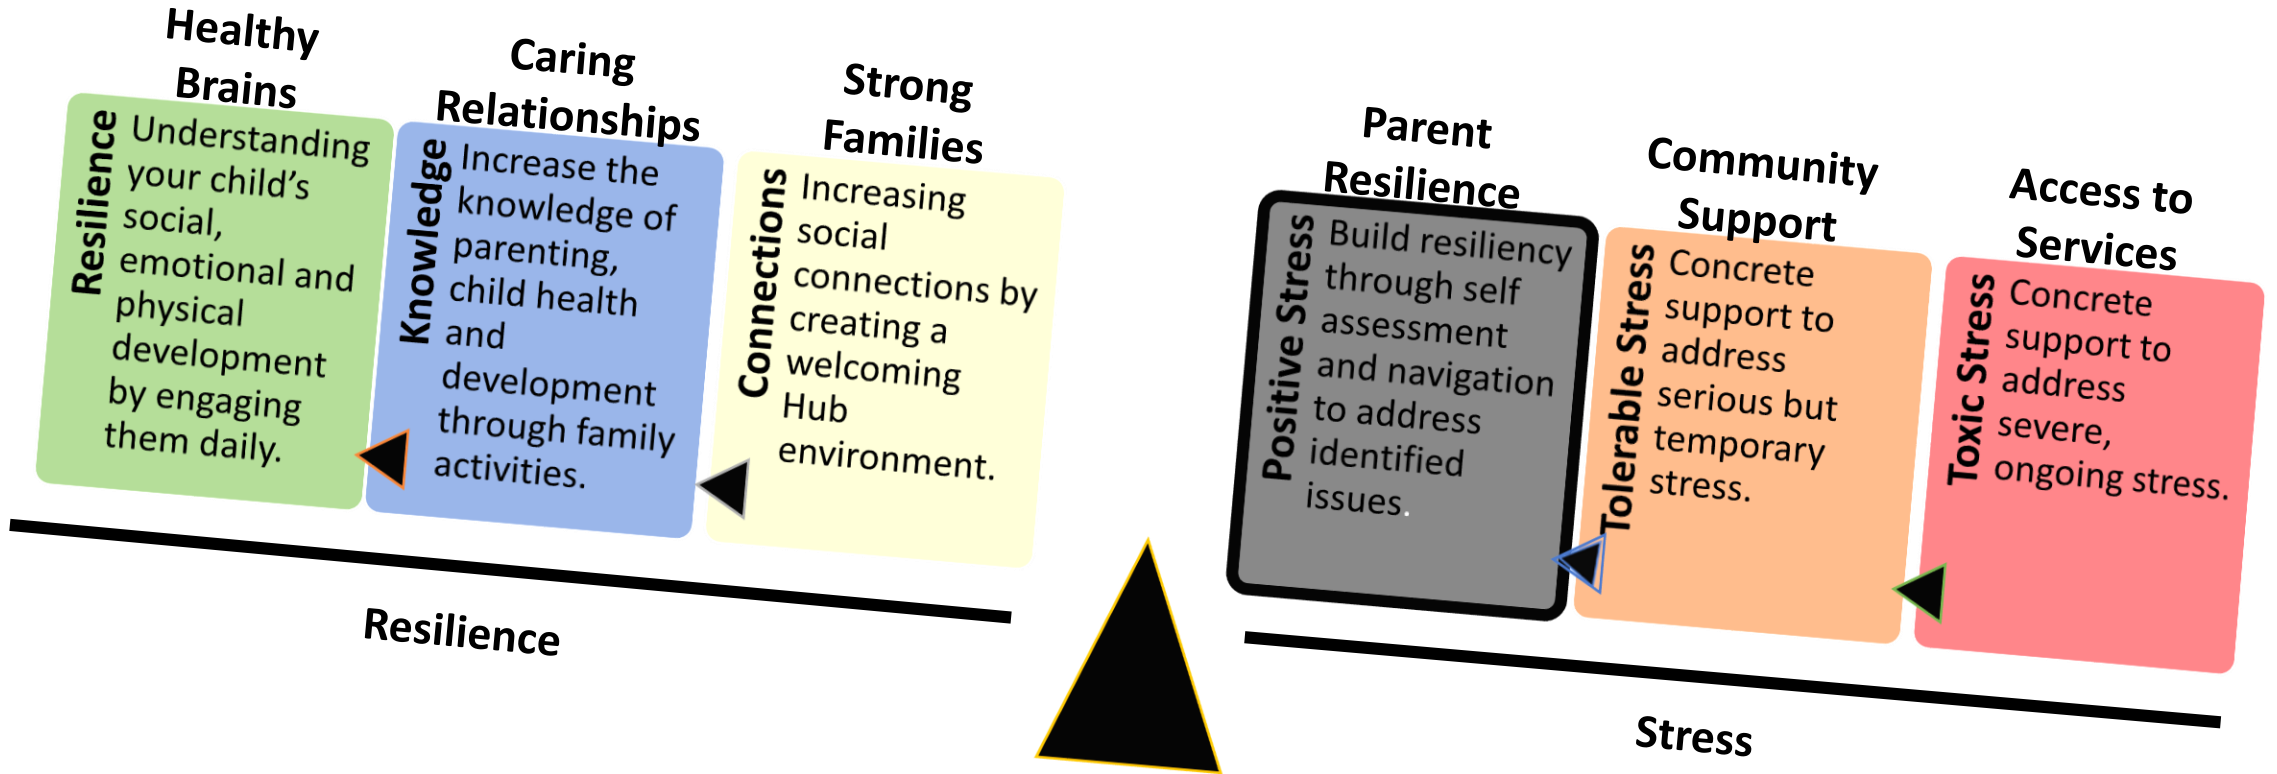 Healthy
Brains
Resilience
Understanding
your child’s
social,
emotional and
physical
development
by engaging
them daily.
Caring
Relationships
Knowledge
Increase the
knowledge of
parenting,
child health
and
development
through family
activities.
Strong
Families
Connections
Increasing
social
connections by
creating a
welcoming
Hub
environment.
Resilience
Parent
Resilience
Positive Stress
Build resiliency
through self
assessment
and navigation
to address
identified
issues.
Community
Support
Tolerable Stress
Concrete
support to
address
serious but
temporary
stress.
Access to
Services
Toxic Stress
Concrete
support to
address
severe,
ongoing stress.
Stress